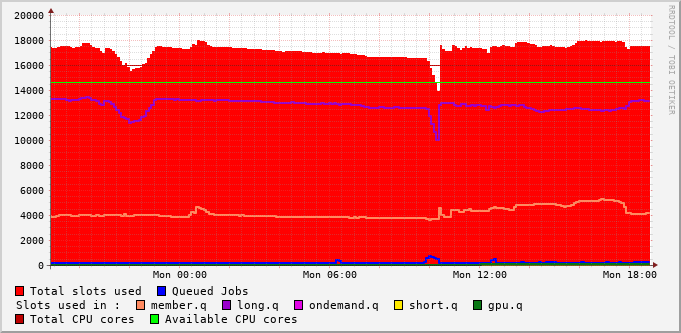 RRDTOOL / TOBI OETIKER
20000
18000
16000
14000
12000
10000
8000
6000
4000
2000
0
Mon 00:00 Mon 06:00 Mon 12:00 Mon 18:00
Total slots used Queued Jobs
Slots used in : member.q long.q ondemand.q short.q gpu.q
Total CPU cores Available CPU cores